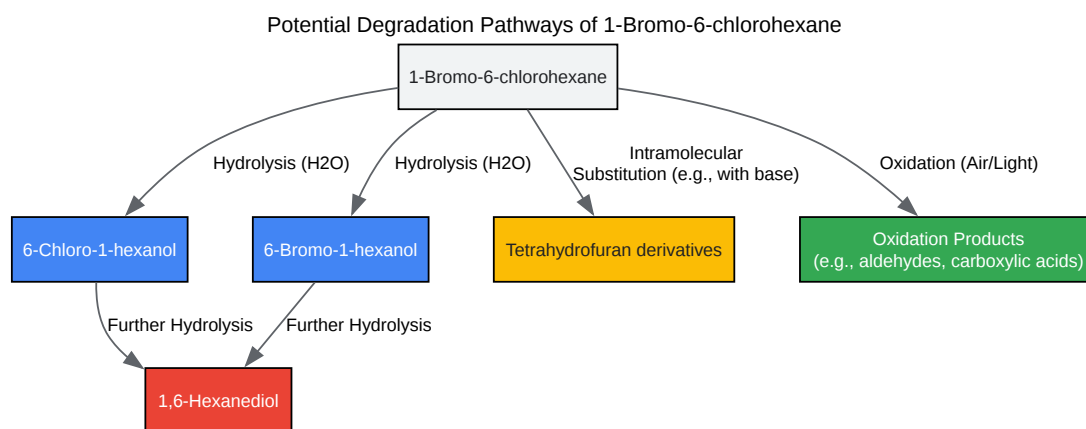 Potential Degradation Pathways of 1-Bromo-6-chlorohexane
1-Bromo-6-chlorohexane
Hydrolysis (H2O)
Hydrolysis (H2O)
Intramolecular
Substitution (e.g., with base)
Oxidation (Air/Light)
6-Chloro-1-hexanol
6-Bromo-1-hexanol
Tetrahydrofuran derivatives
Oxidation Products
(e.g., aldehydes, carboxylic acids)
Further Hydrolysis
Further Hydrolysis
1,6-Hexanediol